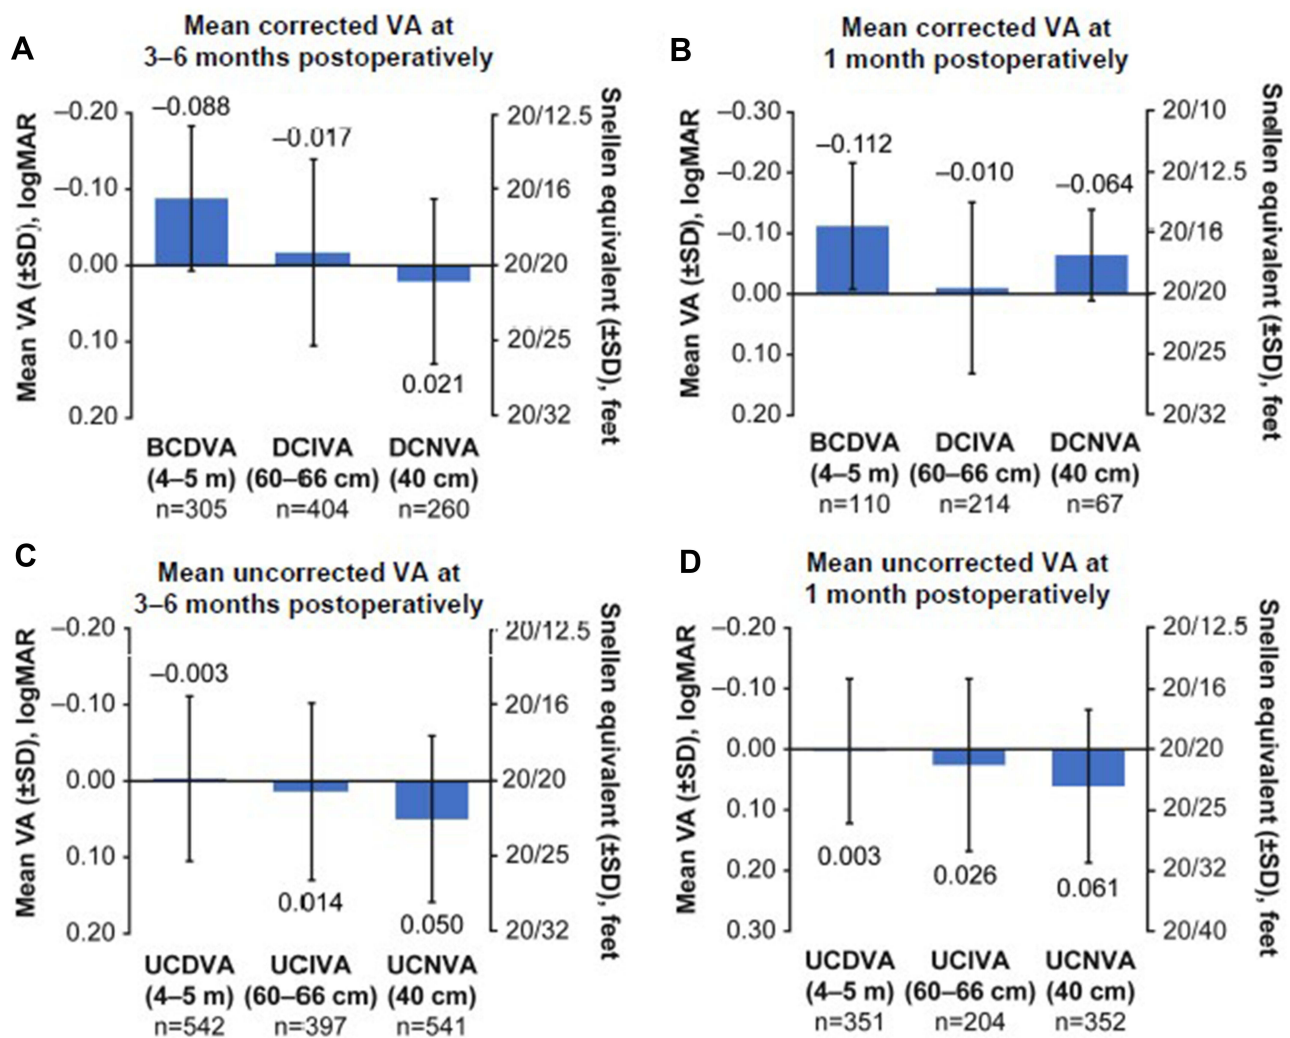 A
Mean corrected VA at
3–6 months postoperatively
Mean VA (±SD), logMAR
–0.20
–0.10
0.00
0.10
0.20
–0.088
–0.017
0.021
20/12.5
20/16
20/20
20/25
20/32
Snellen equivalent (±SD), feet
BCDVA DCIVA DCNVA
(4–5 m) (60–66 cm) (40 cm)
n=305 n=404 n=260
B
Mean corrected VA at
1 month postoperatively
Mean VA (±SD), logMAR
–0.30
–0.20
–0.10
0.00
0.10
0.20
–0.112
–0.010
–0.064
20/10
20/12.5
20/16
20/20
20/25
20/32
Snellen equivalent (±SD), feet
BCDVA DCIVA DCNVA
(4–5 m) (60–66 cm) (40 cm)
n=110 n=214 n=67
C
Mean uncorrected VA at
3–6 months postoperatively
Mean VA (±SD), logMAR
–0.20
–0.10
0.00
0.10
0.20
–0.003
0.014
0.050
20/12.5
20/16
20/20
20/25
20/32
Snellen equivalent (±SD), feet
UCDVA UCIVA UCNVA
(4–5 m) (60–66 cm) (40 cm)
n=542 n=397 n=541
D
Mean uncorrected VA at
1 month postoperatively
Mean VA (±SD), logMAR
–0.20
–0.10
0.00
0.10
0.20
0.30
0.003
0.026
0.061
20/12.5
20/16
20/20
20/25
20/32
20/40
Snellen equivalent (±SD), feet
UCDVA UCIVA UCNVA
(4–5 m) (60–66 cm) (40 cm)
n=351 n=204 n=352